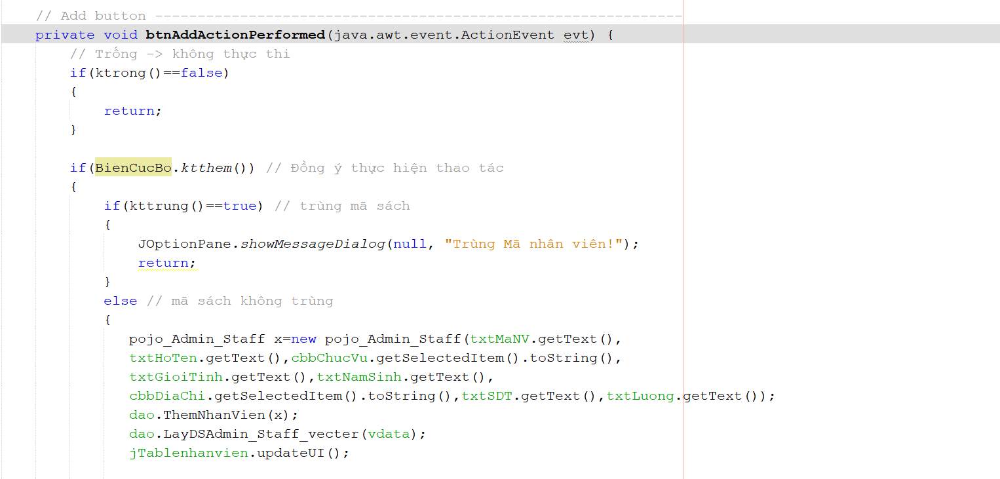 // Add button --------------------------------------------------------------
private void btnAddActionPerformed(java.awt.event.ActionEvent evt) {
// Trống -> không thực thi
if(ktrong()==false)
{
return;
}
if(BienCucBo.ktthem()) // Đồng ý thực hiện thao tác
{
if(kttrung()==true) // trùng mã sách
{
JOptionPane.showMessageDialog(null, "Trùng Mã nhân viên!");
return;
}
else // mã sách không trùng
{
pojo_Admin_Staff x=new pojo_Admin_Staff(txtMaNV.getText(),
txtHoTen.getText(),cbbChucVu.getSelectedItem().toString(),
txtGioiTinh.getText(),txtNamSinh.getText(),
cbbDiaChi.getSelectedItem().toString(),txtSDT.getText(),txtLuong.getText());
dao.ThemNhanVien(x);
dao.LayDSAdmin_Staff_vecter(vdata);
jTablenhanvien.updateUI();